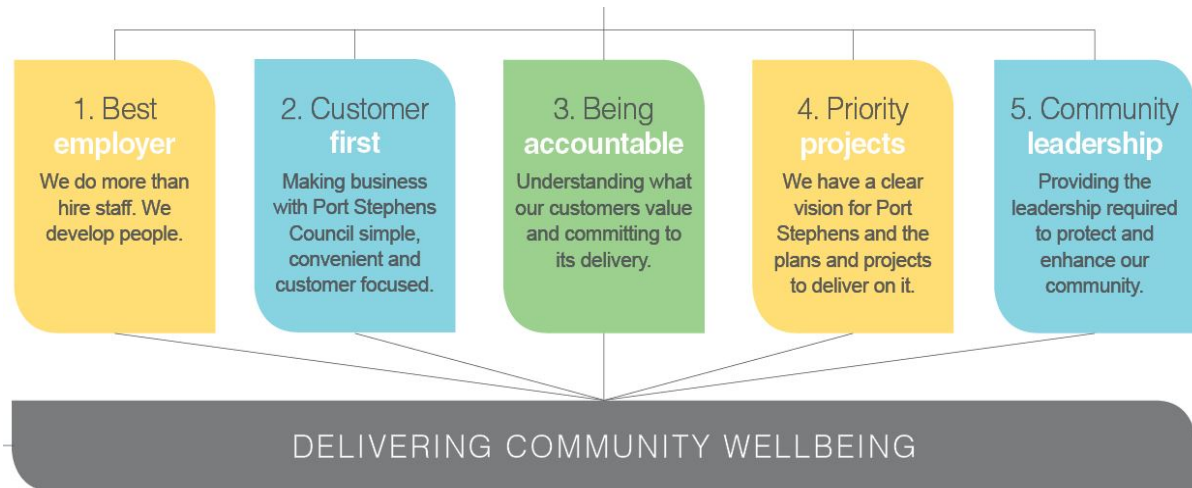 1. Best
employer
We do more than
hire staff. We
develop people.
2. Customer
first
Making business
with Port Stephens
Council simple,
convenient and
customer focused.
3. Being
accountable
Understanding what
our customers value
and committing to
its delivery.
4. Priority
projects
We have a clear
vision for Port
Stephens and the
plans and projects
to deliver on it.
5. Community
leadership
Providing the
leadership required
to protect and
enhance our
community.
DELIVERING COMMUNITY WELLBEING